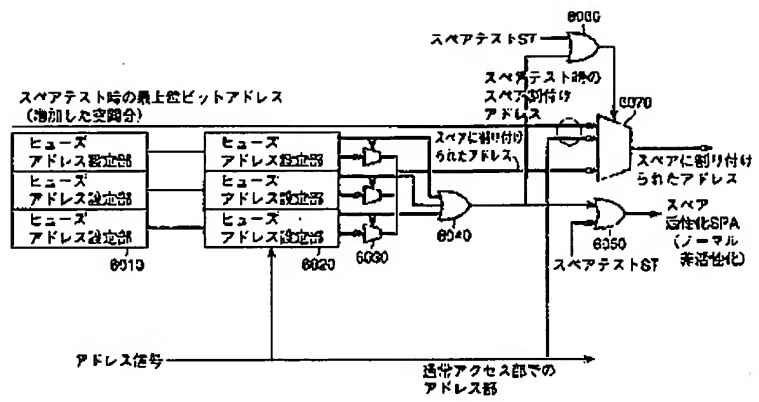 6060
スペアテストST
スペアテスト時の
スペア割付け
アドレス
6070
スペアテスト時の最上位ビットアドレス
(増加した空間分)
ヒューズ
アドレス設定部
ヒューズ
アドレス設定部
ヒューズ
アドレス設定部
6010
ヒューズ
アドレス設定部
ヒューズ
アドレス設定部
ヒューズ
アドレス設定部
6020
6030
スペアに割り付け
られたアドレス
6040
スペアに割り付け
られたアドレス
スペア
活性化SPA
(ノーマル
非活性化)
6050
スペアテストST
アドレス信号
通常アクセス部での
アドレス部